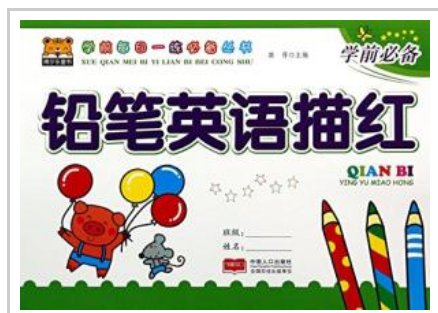 学前每日一练必备丛书
XUE QIAN MEI RI YI LIAN BI BEI CONG SHU
主编
学前必备
铅笔英语描红
QIAN BI
YING YU MIAO HONG
班级:
姓名:
中国人口出版社